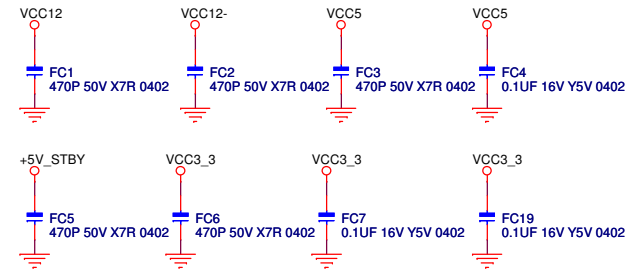 VCC12 VCC12- VCC5 VCC5
FC1 FC2 FC3 FC4
470P 50V X7R 0402 470P 50V X7R 0402 470P 50V X7R 0402 0.1UF 16V Y5V 0402
+5V_STBY VCC3_3 VCC3_3 VCC3_3
FC5 FC6 FC7 FC19
470P 50V X7R 0402 470P 50V X7R 0402 0.1UF 16V Y5V 0402 0.1UF 16V Y5V 0402